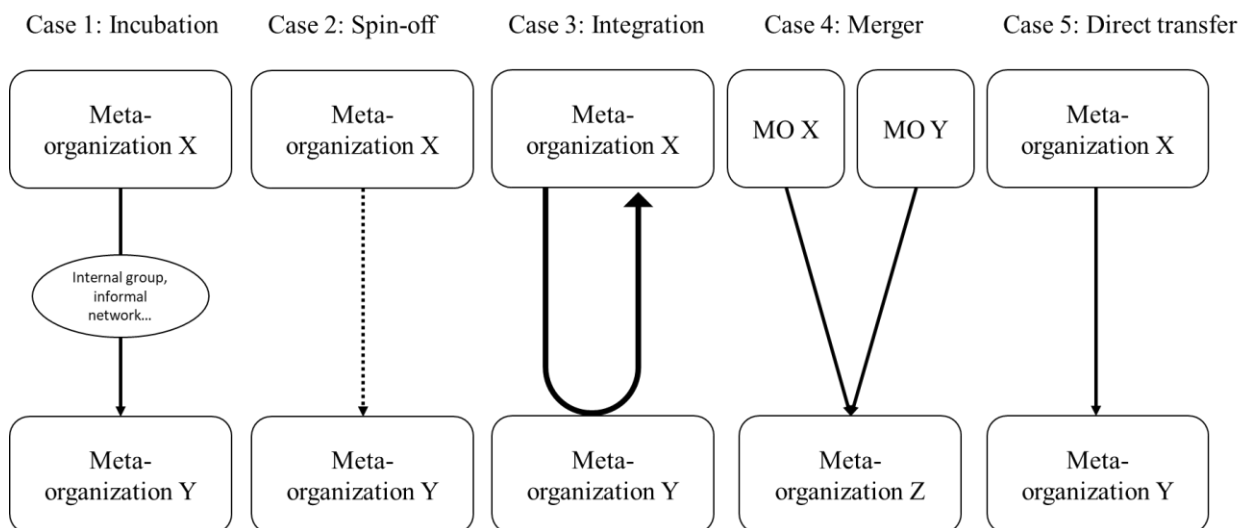 Case 1: Incubation
Case 2: Spin-off
Case 3: Integration
Case 4: Merger
Case 5: Direct transfer
Meta-
organization X
Meta-
organization X
Meta-
organization X
MO X
MO Y
Meta-
organization X
Internal group,
informal
network...
Meta-
organization Y
Meta-
organization Y
Meta-
organization Y
Meta-
organization Z
Meta-
organization Y